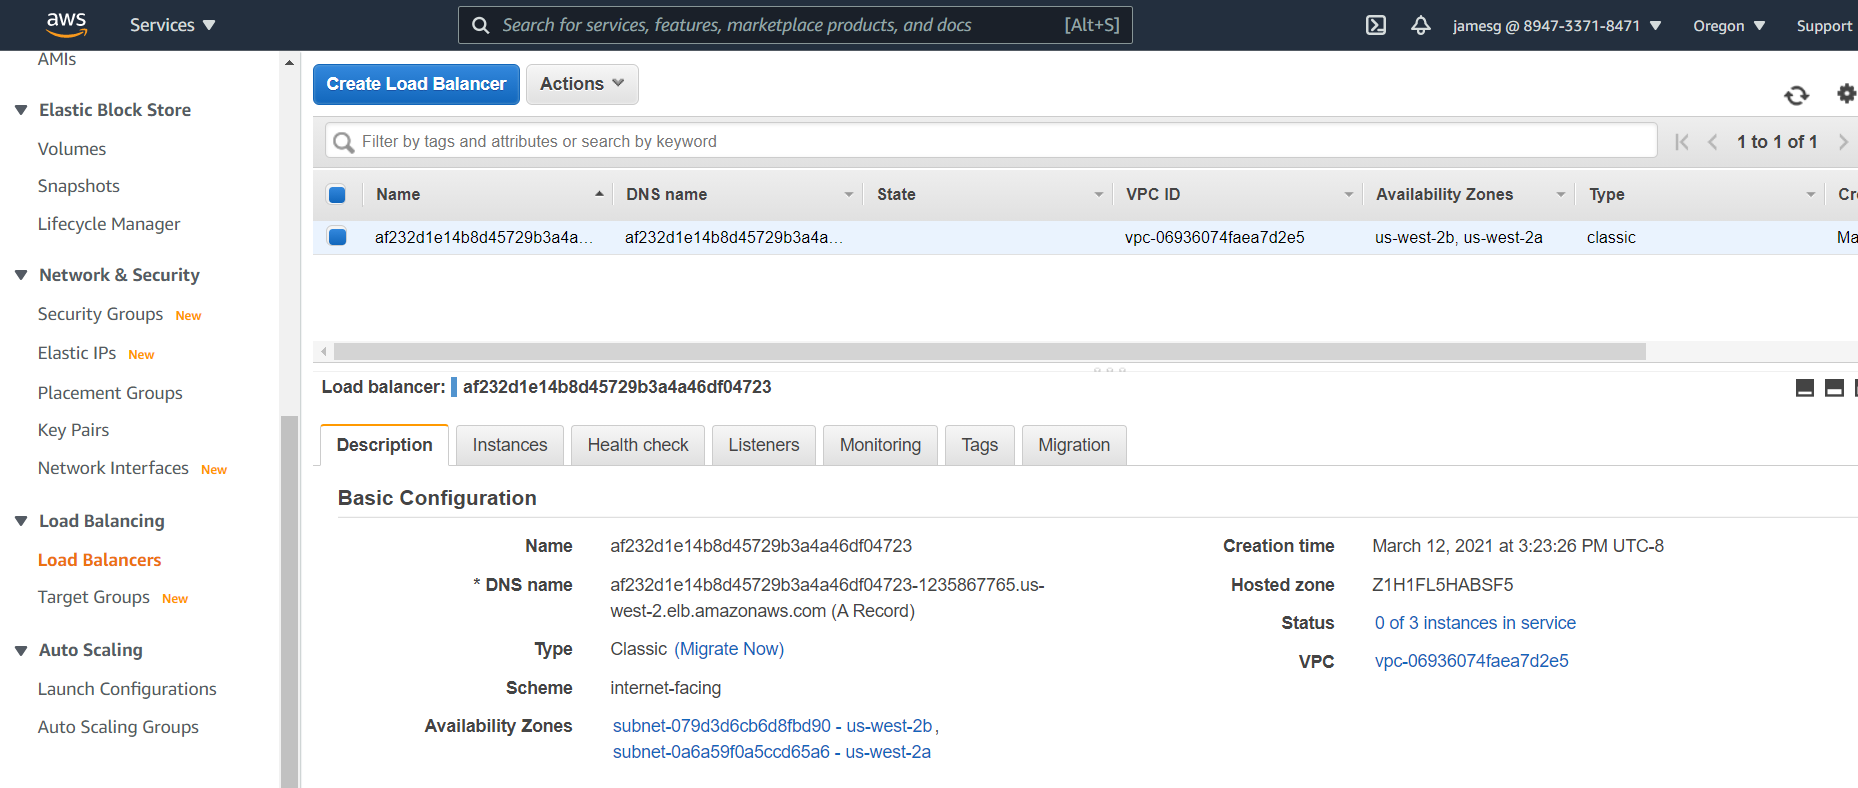 aws
Services
Search for services, features, marketplace products, and docs [Alt+S]
jamesg @ 8947-3371-8471
Oregon
Support
AMIs
Elastic Block Store
Volumes
Snapshots
Lifecycle Manager
Network & Security
Security Groups New
Elastic IPs New
Placement Groups
Key Pairs
Network Interfaces New
Load Balancing
Load Balancers
Target Groups New
Auto Scaling
Launch Configurations
Auto Scaling Groups
Create Load Balancer
Actions
Filter by tags and attributes or search by keyword
1 to 1 of 1
Name DNS name State VPC ID Availability Zones Type
af232d1e14b8d45729b3a4a... af232d1e14b8d45729b3a4a... vpc-06936074faea7d2e5 us-west-2b, us-west-2a classic
Load balancer: af232d1e14b8d45729b3a4a46df04723
Description Instances Health check Listeners Monitoring Tags Migration
Basic Configuration
Name af232d1e14b8d45729b3a4a46df04723
* DNS name af232d1e14b8d45729b3a4a46df04723-1235867765.us-
west-2.elb.amazonaws.com (A Record)
Type Classic (Migrate Now)
Scheme internet-facing
Availability Zones subnet-079d3d6cb6d8fbd90 - us-west-2b,
subnet-0a6a59f0a5ccd65a6 - us-west-2a
Creation time March 12, 2021 at 3:23:26 PM UTC-8
Hosted zone Z1H1FL5HABSF5
Status 0 of 3 instances in service
VPC vpc-06936074faea7d2e5